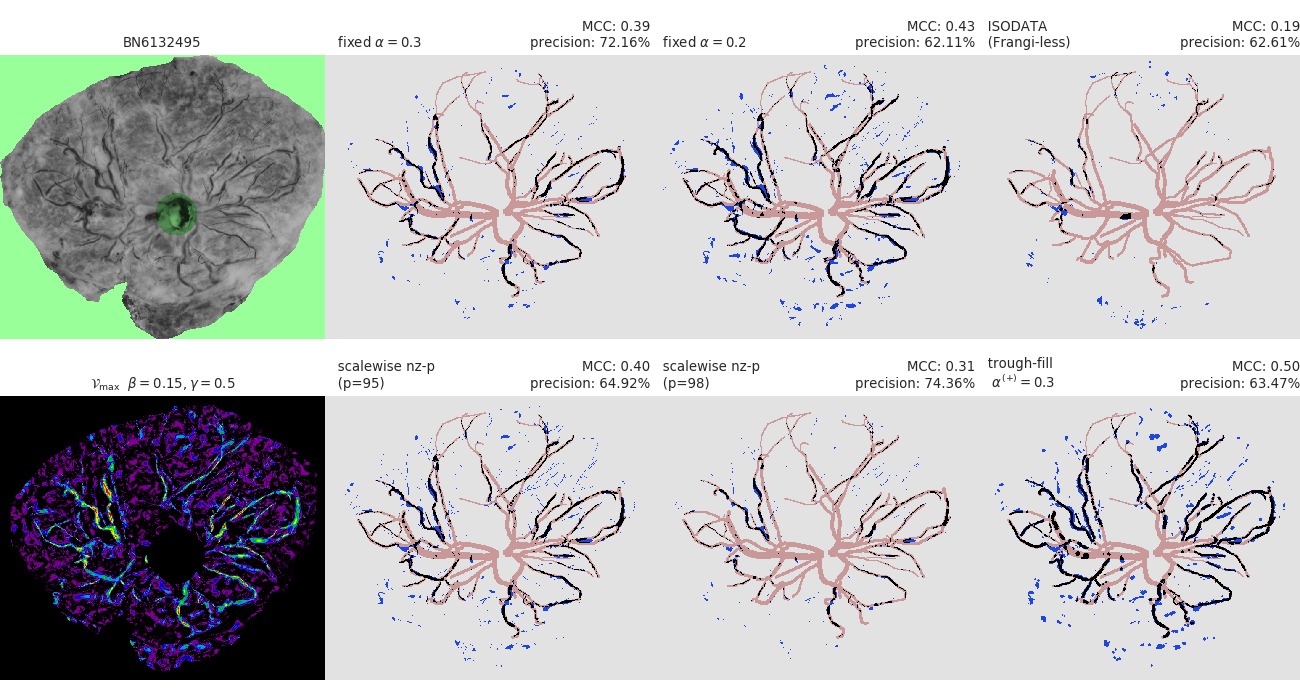 BN6132495
fixed α = 0.3
MCC: 0.39
precision: 72.16%
fixed α = 0.2
MCC: 0.43
precision: 62.11%
ISODATA
(Frangi-less)
MCC: 0.19
precision: 62.61%
𝒱max β = 0.15, γ = 0.5
scalewise nz-p
(p=95)
MCC: 0.40
precision: 64.92%
scalewise nz-p
(p=98)
MCC: 0.31
precision: 74.36%
trough-fill
α(+) = 0.3
MCC: 0.50
precision: 63.47%